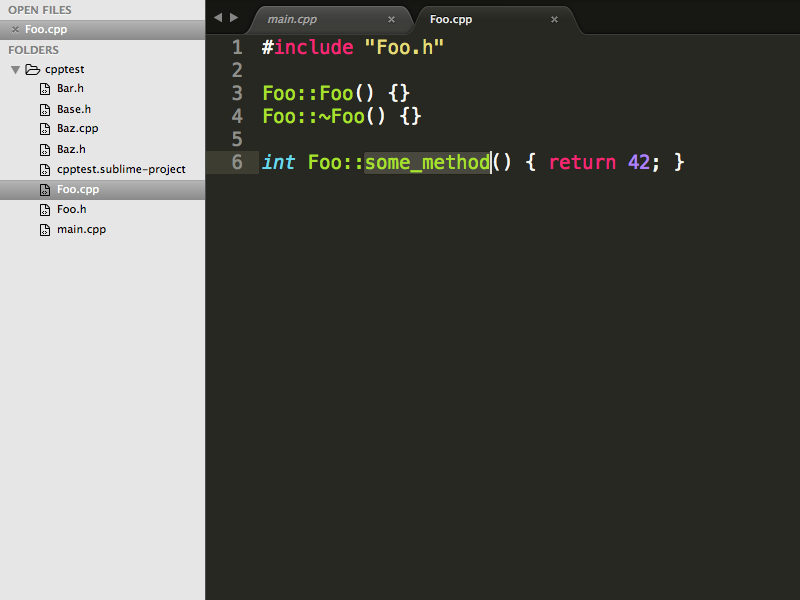 OPEN FILES
Foo.cpp
FOLDERS
cpptest
Bar.h
Base.h
Baz.cpp
Baz.h
cpptest.sublime-project
Foo.cpp
Foo.h
main.cpp
main.cpp
Foo.cpp
1 #include "Foo.h"
2
3 Foo::Foo() {}
4 Foo::~Foo() {}
5
6 int Foo::some_method() { return 42; }